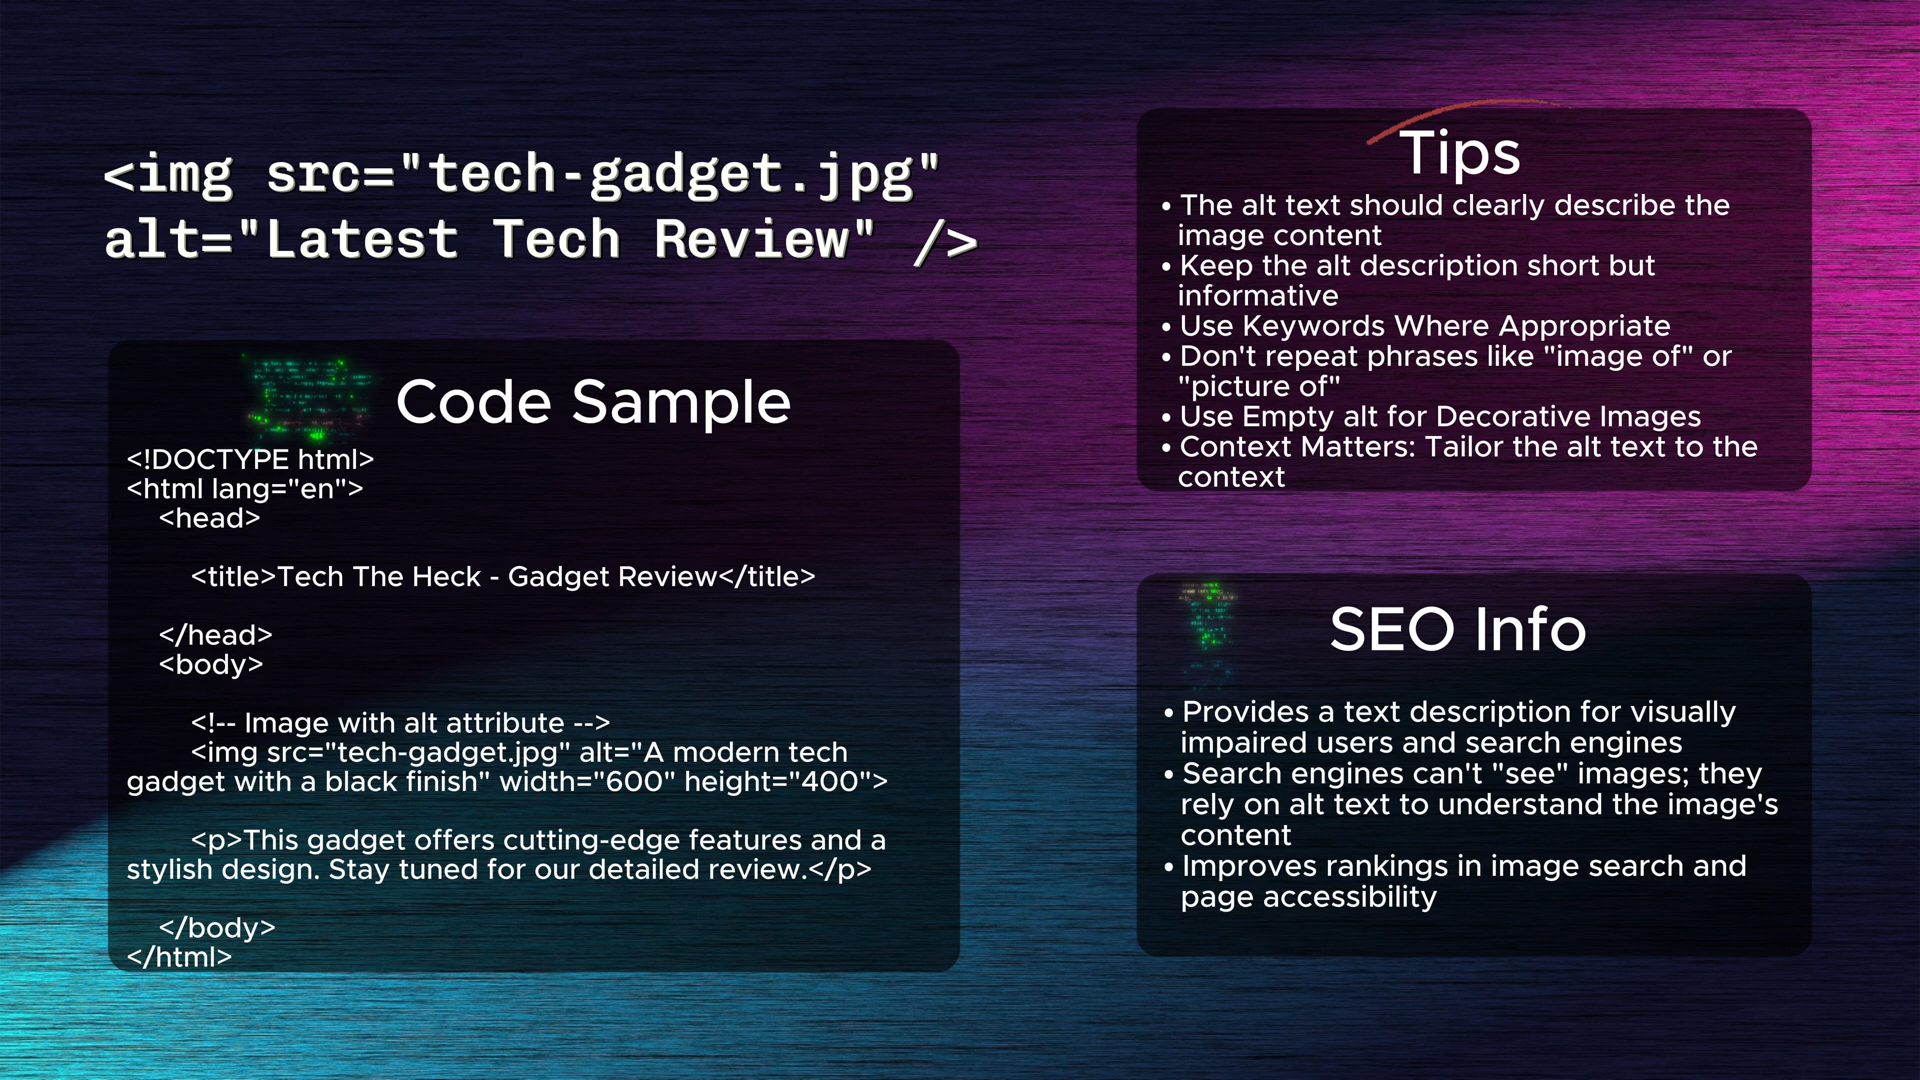 <img src="tech-gadget.jpg"
alt="Latest Tech Review" />
Code Sample
<!DOCTYPE html>
<html lang="en">
<head>
<title>Tech The Heck - Gadget Review</title>
</head>
<body>
<!-- Image with alt attribute -->
<img src="tech-gadget.jpg" alt="A modern tech
gadget with a black finish" width="600" height="400">
<p>This gadget offers cutting-edge features and a
stylish design. Stay tuned for our detailed review.</p>
</body>
</html>
Tips
• The alt text should clearly describe the
image content
• Keep the alt description short but
informative
• Use Keywords Where Appropriate
• Don't repeat phrases like "image of" or
"picture of"
• Use Empty alt for Decorative Images
• Context Matters: Tailor the alt text to the
context
SEO Info
• Provides a text description for visually
impaired users and search engines
• Search engines can't "see" images; they
rely on alt text to understand the image's
content
• Improves rankings in image search and
page accessibility